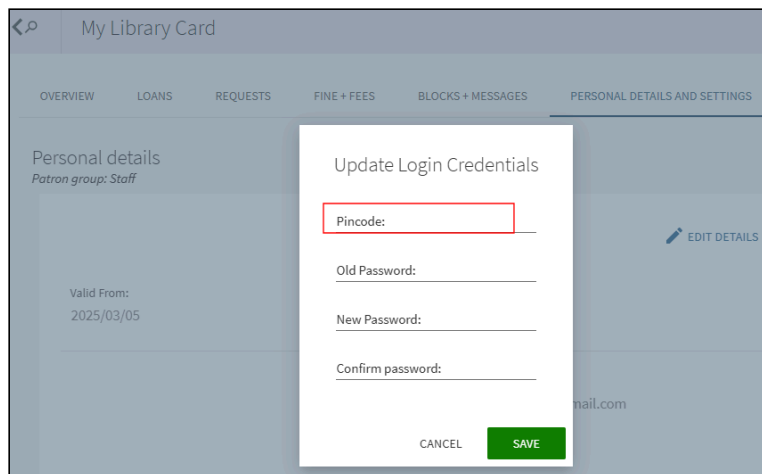 My Library Card
OVERVIEW LOANS REQUESTS FINE + FEES BLOCKS + MESSAGES PERSONAL DETAILS AND SETTINGS
Personal details
Patron group: Staff
Update Login Credentials
Pincode:
EDIT DETAILS
Old Password:
Valid From:
2025/03/05
New Password:
Confirm password:
mail.com
CANCEL SAVE